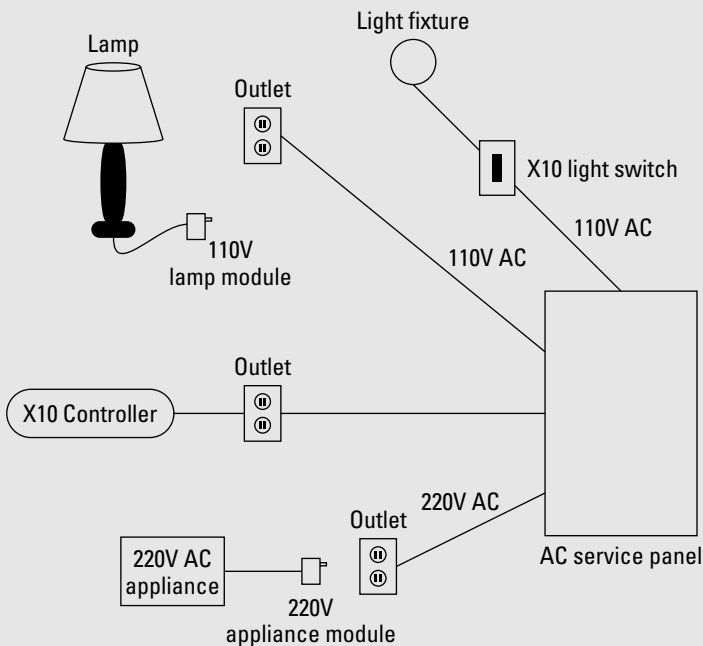 Light fixture
Lamp
Outlet
X10 light switch
110V AC
110V AC
110V
lamp module
Outlet
X10 Controller
220V AC
Outlet
AC service panel
220V AC
appliance
220V
appliance module